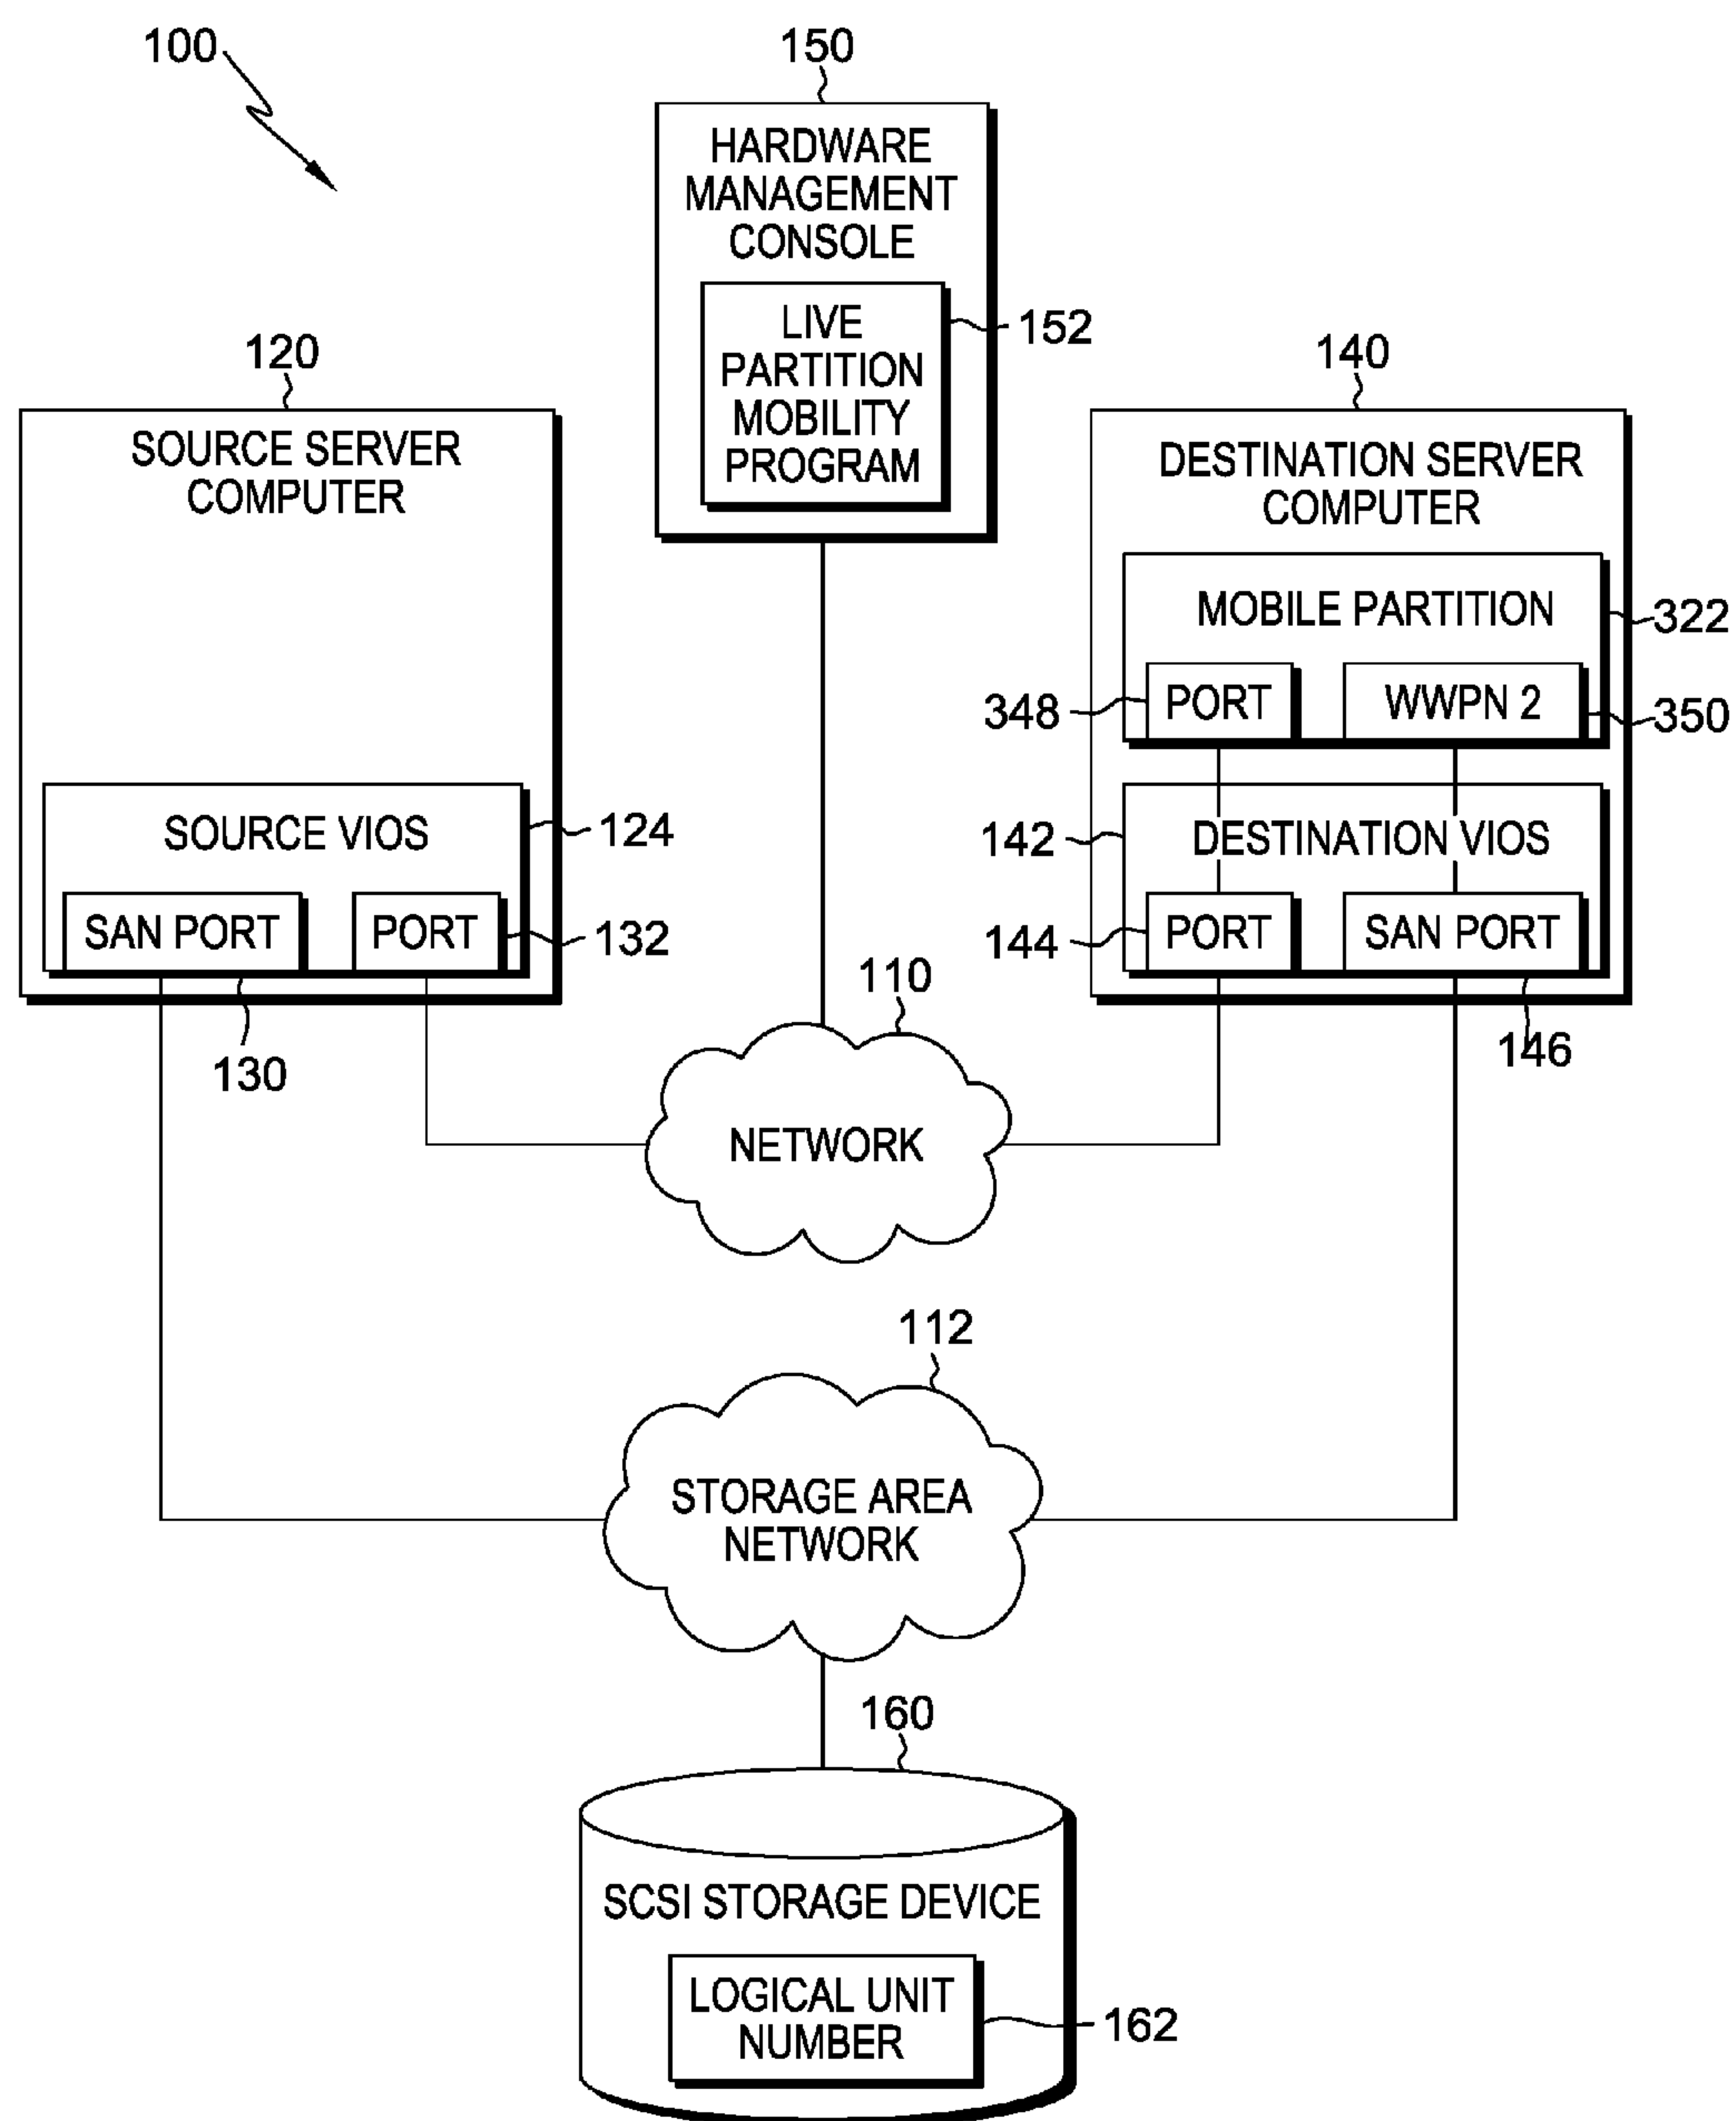 100
150
HARDWARE
MANAGEMENT
CONSOLE
LIVE
PARTITION
MOBILITY
PROGRAM
152
120
SOURCE SERVER
COMPUTER
SOURCE VIOS
124
SAN PORT
PORT
132
130
140
DESTINATION SERVER
COMPUTER
MOBILE PARTITION
322
348
PORT
WWPN 2
350
142
DESTINATION VIOS
144
PORT
SAN PORT
146
110
NETWORK
112
STORAGE AREA
NETWORK
160
SCSI STORAGE DEVICE
LOGICAL UNIT
NUMBER
162